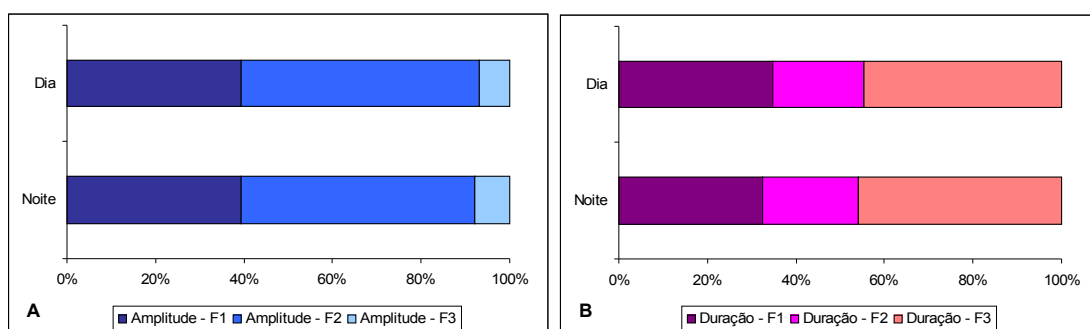 Dia
Noite
0% 20% 40% 60% 80% 100%
A
Amplitude - F1 Amplitude - F2 Amplitude - F3
Dia
Noite
0% 20% 40% 60% 80% 100%
B
Duração - F1 Duração - F2 Duração - F3